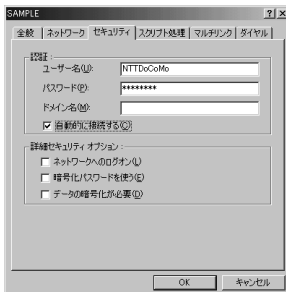 SAMPLE
全般 ネットワーク セキュリティ スクリプト処理 マルチリンク ダイヤル
認証:
ユーザー名(U): NTTDoCoMo
パスワード(P): ********
ドメイン名(M):
自動的に接続する(C)
詳細セキュリティ オプション:
ネットワークへのログオン(L)
暗号化パスワードを使う(E)
データの暗号化が必要(D)
OK キャンセル